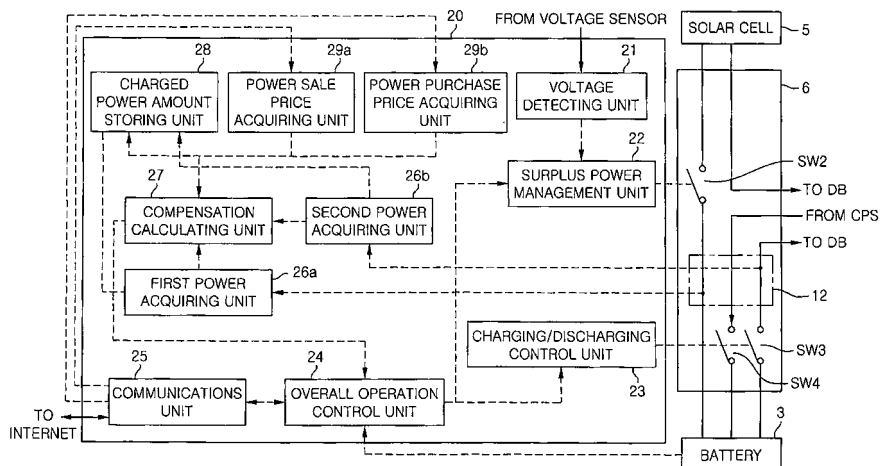 20
FROM VOLTAGE SENSOR
SOLAR CELL
5
28
CHARGED
POWER AMOUNT
STORING UNIT
29a
POWER SALE
PRICE
ACQUIRING UNIT
29b
POWER PURCHASE
PRICE ACQUIRING
UNIT
21
VOLTAGE
DETECTING UNIT
6
22
SURPLUS POWER
MANAGEMENT UNIT
SW2
TO DB
27
COMPENSATION
CALCULATING UNIT
26b
SECOND POWER
ACQUIRING UNIT
FROM CPS
TO DB
26a
FIRST POWER
ACQUIRING UNIT
12
CHARGING/DISCHARGING
CONTROL UNIT
23
SW3
SW4
25
COMMUNICATIONS
UNIT
24
OVERALL OPERATION
CONTROL UNIT
TO
INTERNET
3
BATTERY